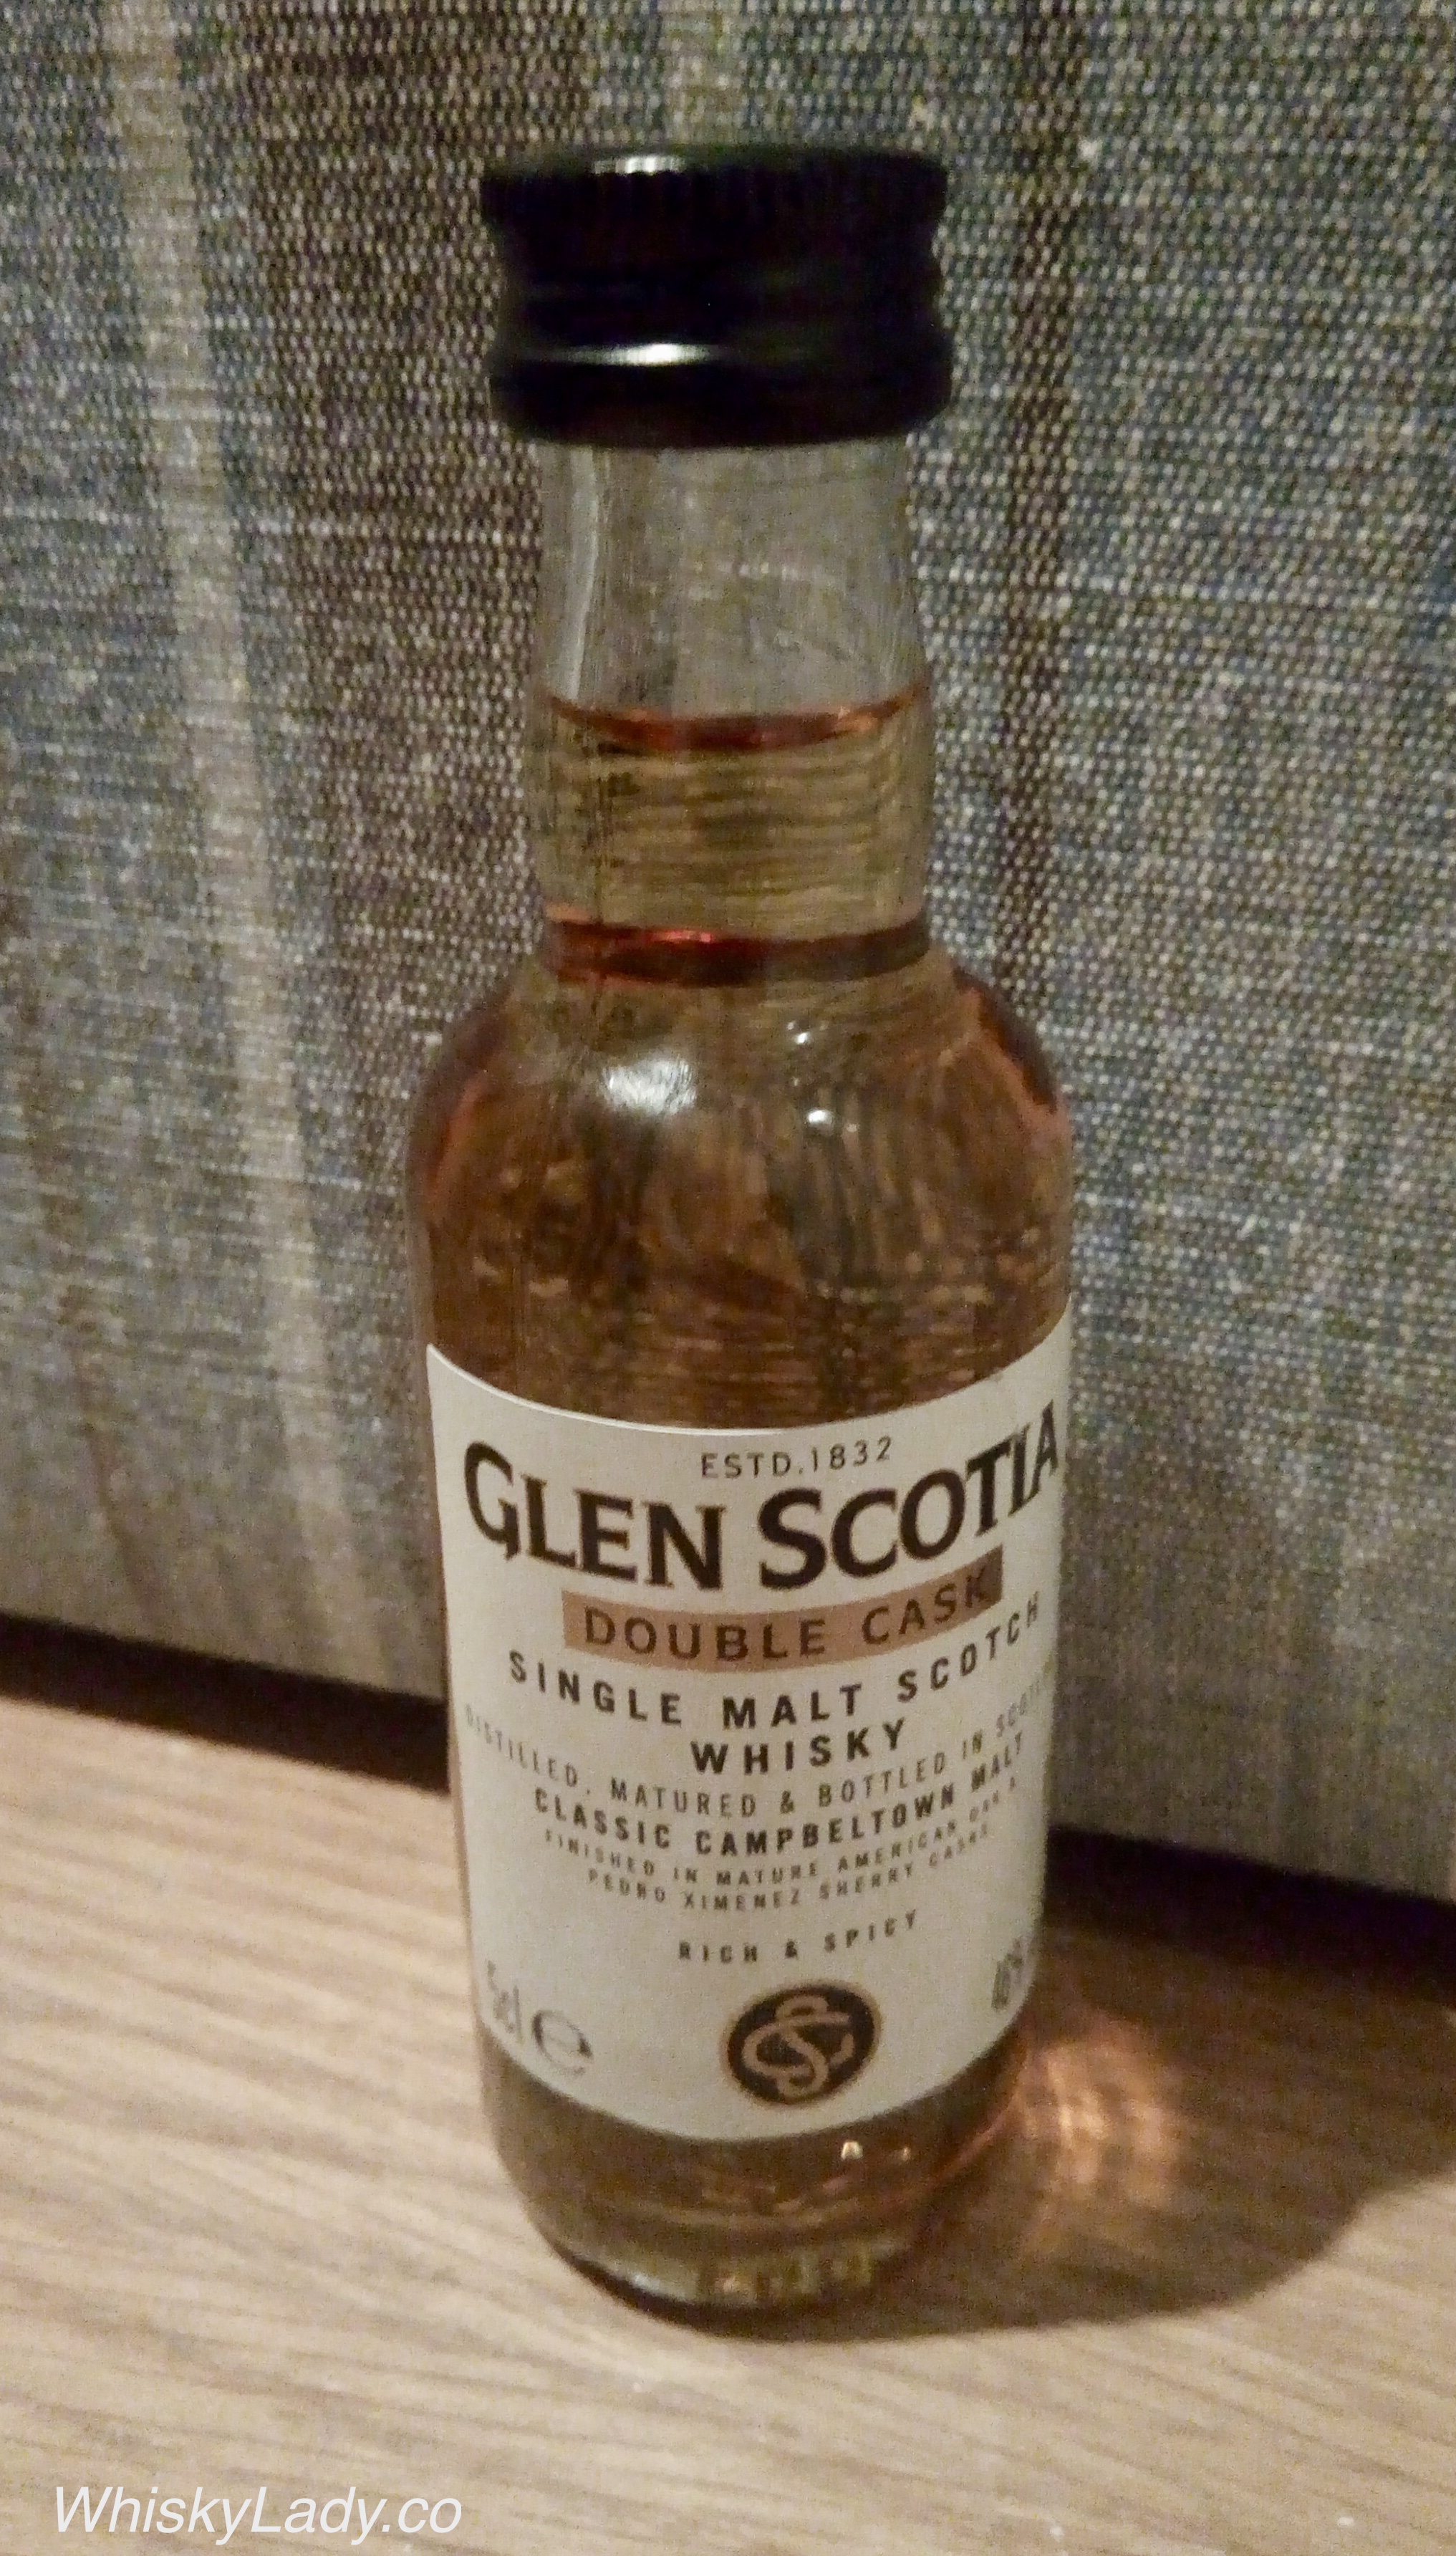 ESTD.1832
GLEN SCOTIA
DOUBLE CASK
SINGLE MALT SCOTCH
WHISKY
DISTILLED, MATURED & BOTTLED IN
CLASSIC CAMPBELTOWN MALT
FINISHED IN MATURE AMERICAN OAK &
PEDRO XIMENEZ SHERRY CASKS
RICH & SPICY
5cl e
WhiskyLady.co